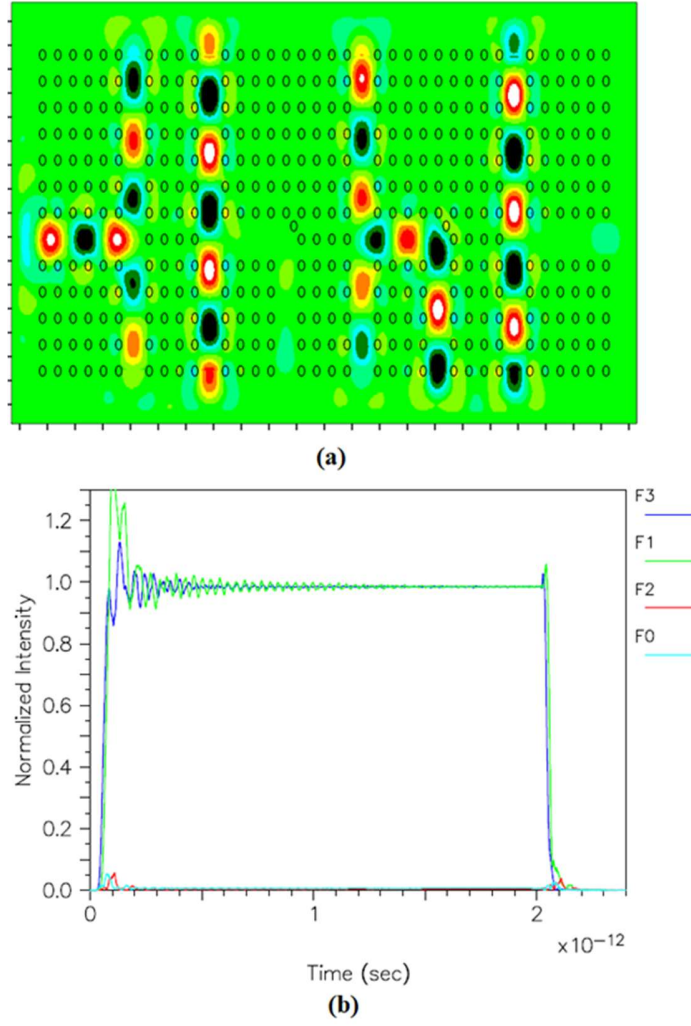 (a)
1.2
1.0
0.8
0.6
0.4
0.2
0.0
Normalized Intensity
F3
F1
F2
F0
0
1
2
x10⁻¹²
Time (sec)
(b)